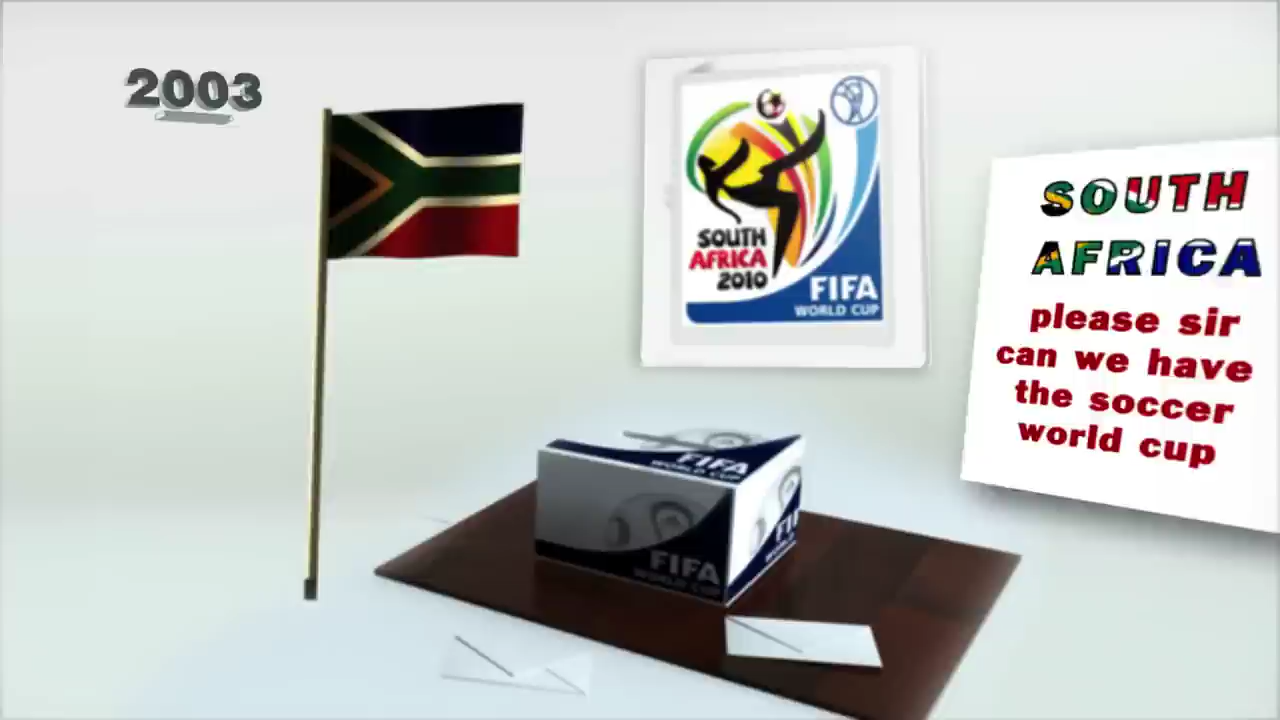 2003
SOUTH
AFRICA
2010
FIFA
WORLD CUP
SOUTH
AFRICA
please sir
can we have
the soccer
world cup
FIFA
WORLD CUP
FIFA
WORLD CUP